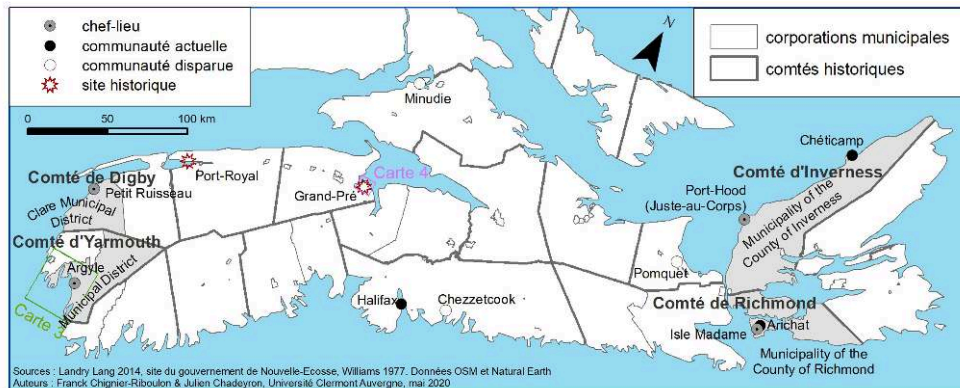 chef-lieu
communauté actuelle
communauté disparue
site historique
0 50 100 km
N
corporations municipales
comtés historiques
Minudie
Chéticamp
Comté d'Inverness
Port-Royal
Carte 4
Grand-Pré
Comté de Digby
Petit Ruisseau
Clare Municipal
District
Port-Hood
(Juste-au-Corps)
Municipality of the
County of Inverness
Comté d'Yarmouth
Argyle
Municipal District
Carte
Pomquet
Halifax
Chezzetcook
Comté de Richmond
Isle Madame
Arichat
Municipality of the
County of Richmond
Sources : Landry Lang 2014, site du gouvernement de Nouvelle-Ecosse, Williams 1977. Données OSM et Natural Earth
Auteurs : Franck Chignier-Riboulon & Julien Chadeyron, Université Clermont Auvergne, mai 2020